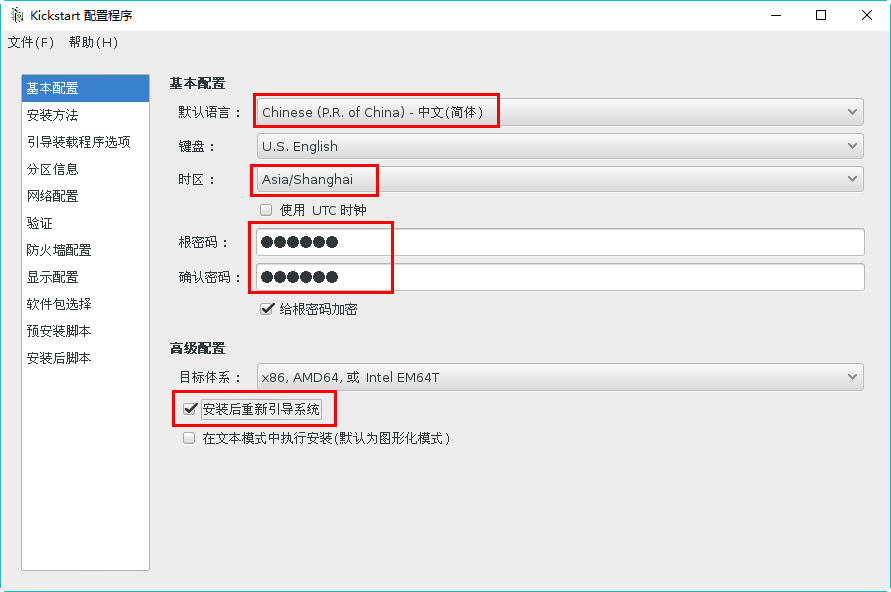 Kickstart 配置程序
文件(F) 帮助(H)
基本配置
安装方法
引导装载程序选项
分区信息
网络配置
验证
防火墙配置
显示配置
软件包选择
预安装脚本
安装后脚本
基本配置
默认语言： Chinese (P.R. of China) - 中文(简体)
键盘： U.S. English
时区： Asia/Shanghai
使用 UTC 时钟
根密码： ●●●●●●
确认密码： ●●●●●●
给根密码加密
高级配置
目标体系： x86, AMD64, 或 Intel EM64T
安装后重新引导系统
在文本模式中执行安装(默认为图形化模式)